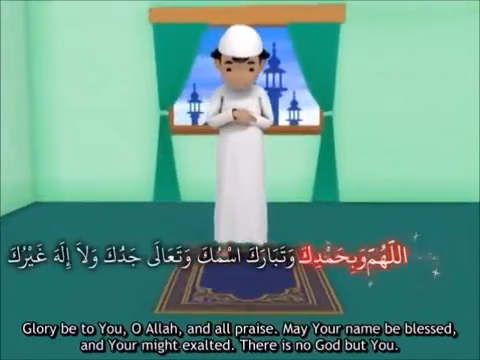 اللَّهُمَّ وَبِحَمْدِكَ وَتَبَارَكَ اسْمُكَ وَتَعَالَى جَدُّكَ وَلاَ إِلَهَ غَيْرُكَ
Glory be to You, O Allah, and all praise. May Your name be blessed,
and Your might exalted. There is no God but You.